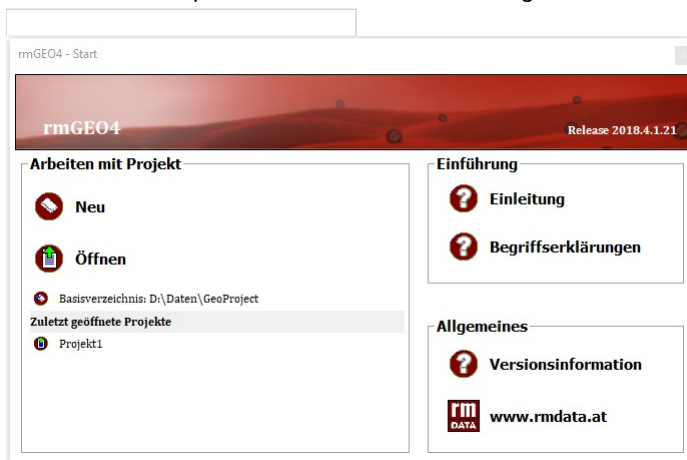 rmGEO4 - Start
rmGEO4
Release 2018.4.1.21
Arbeiten mit Projekt
Neu
Öffnen
Basisverzeichnis: D:\Daten\GeoProject
Zuletzt geöffnete Projekte
Projekt1
Einführung
Einleitung
Begriffserklärungen
Allgemeines
Versionsinformation
rm
DATA
www.rmdata.at